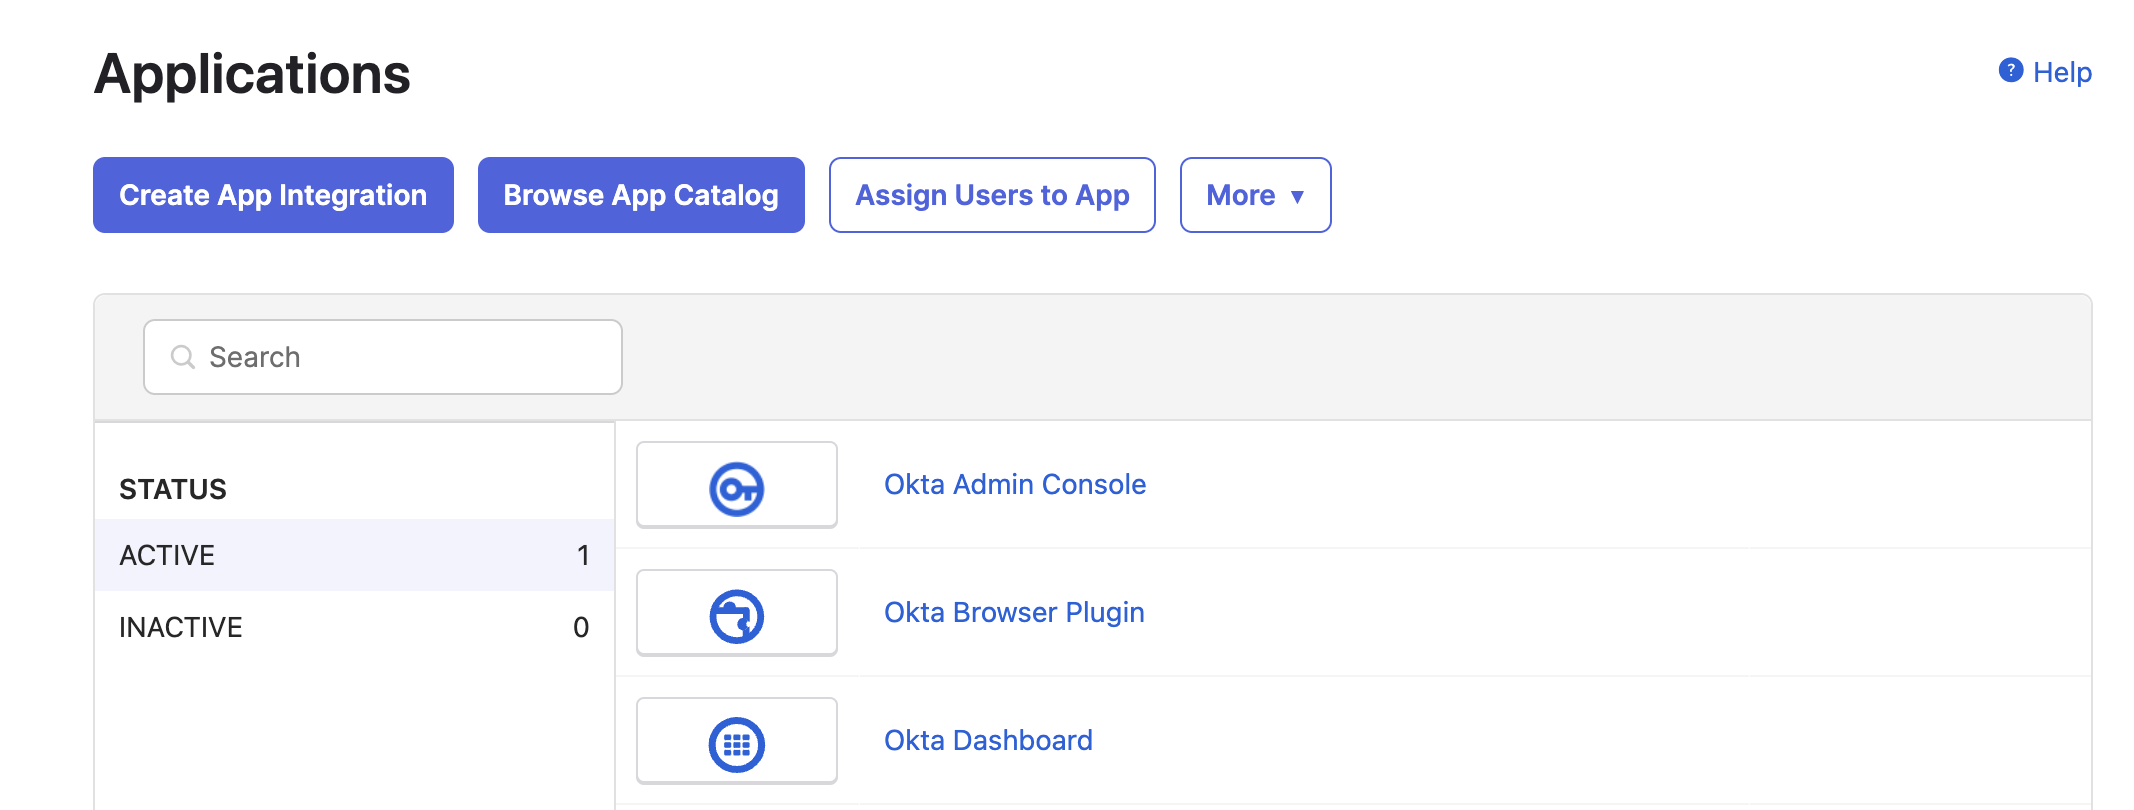 Applications
? Help
Create App Integration Browse App Catalog Assign Users to App More ▼
Search
STATUS
ACTIVE 1
INACTIVE 0
Okta Admin Console
Okta Browser Plugin
Okta Dashboard